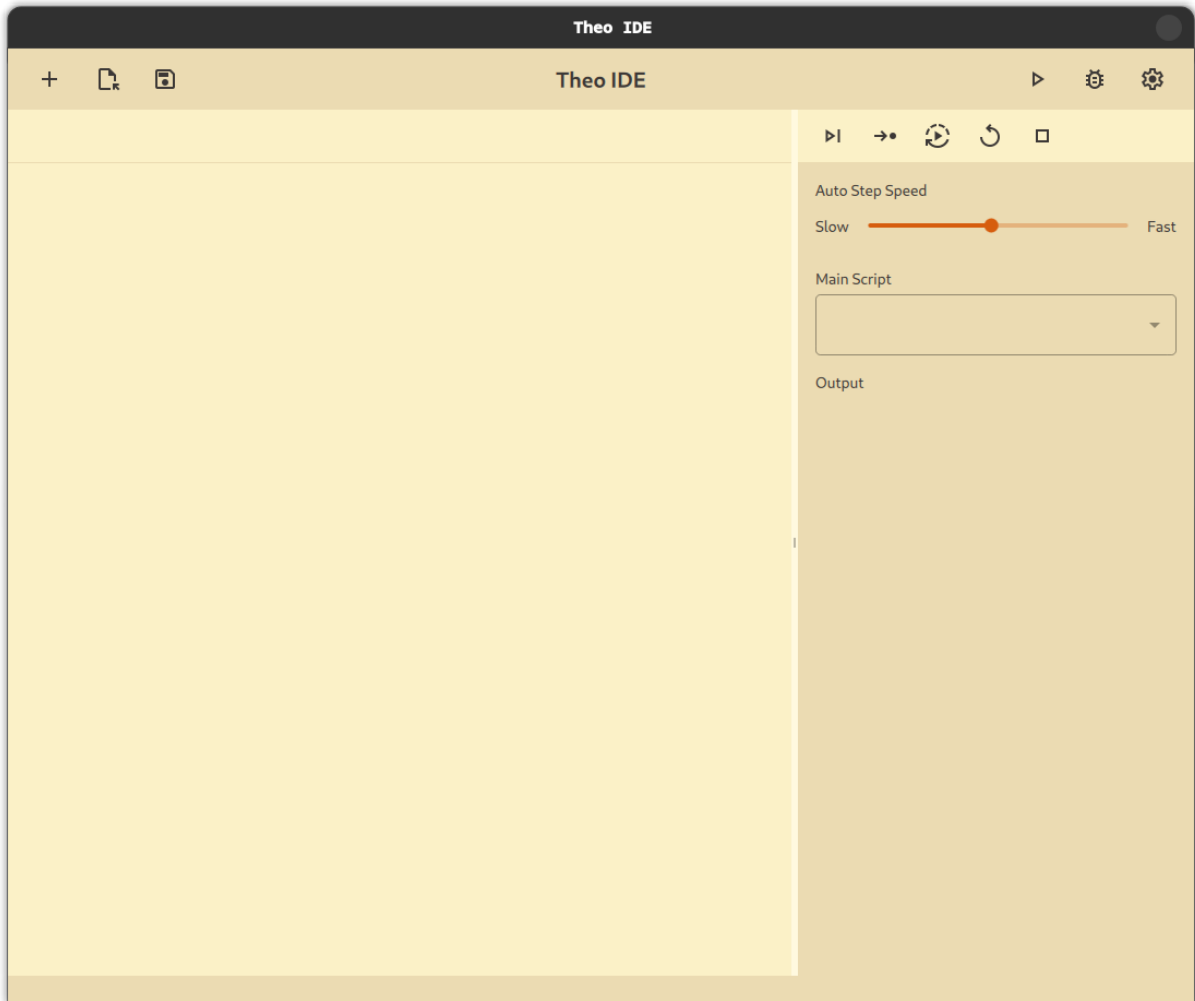 Theo IDE
Theo IDE
Auto Step Speed
Slow Fast
Main Script
Output